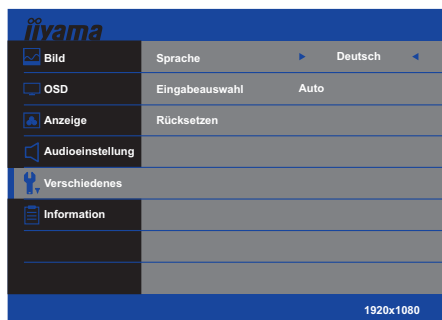 iiyama
Bild
Sprache Deutsch
OSD
Eingabeauswahl Auto
Anzeige
Rücksetzen
Audioeinstellung
Verschiedenes
Information
1920x1080